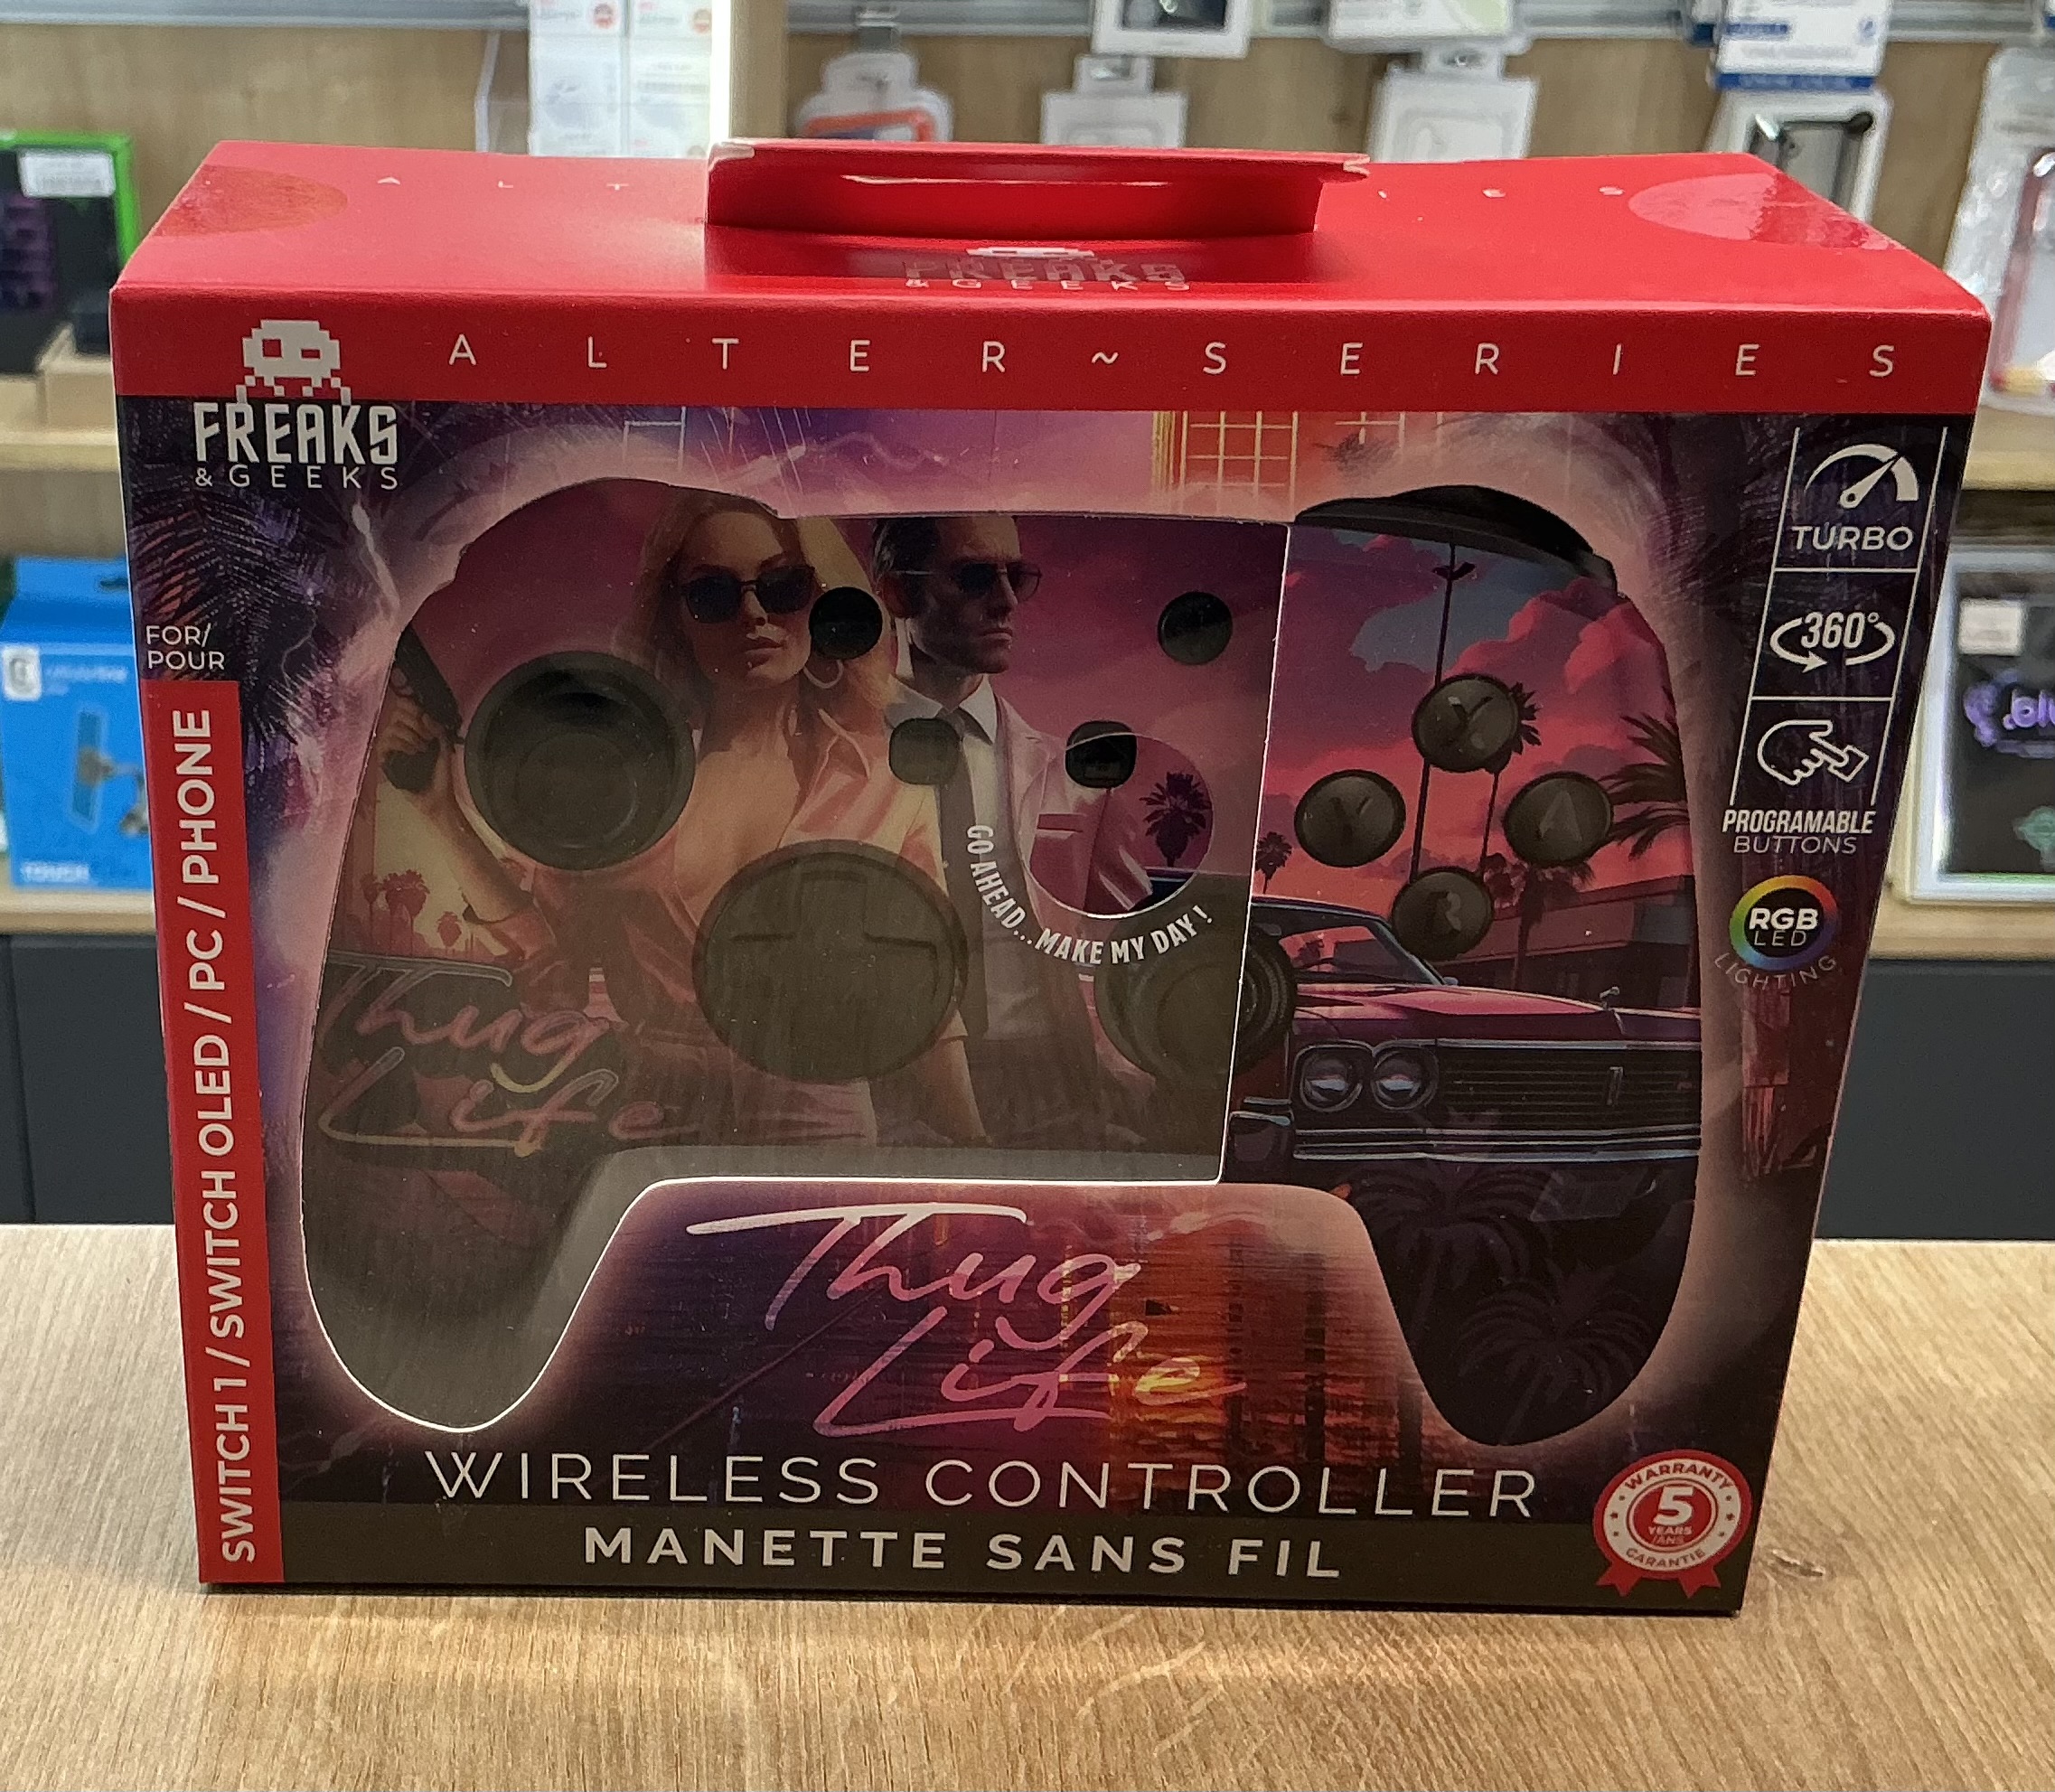 FREAKS
& GEEKS
ALTER~SERIES
FREAKS
& GEEKS
TURBO
360°
PROGRAMABLE
BUTTONS
RGB
LED
LIGHTING
FOR/
POUR
SWITCH 1 / SWITCH OLED / PC / PHONE
GO AHEAD... MAKE MY DAY !
Thug
Life
Thug
Life
WIRELESS CONTROLLER
MANETTE SANS FIL
WARRANTY
5
YEARS
/ANS
GARANTIE